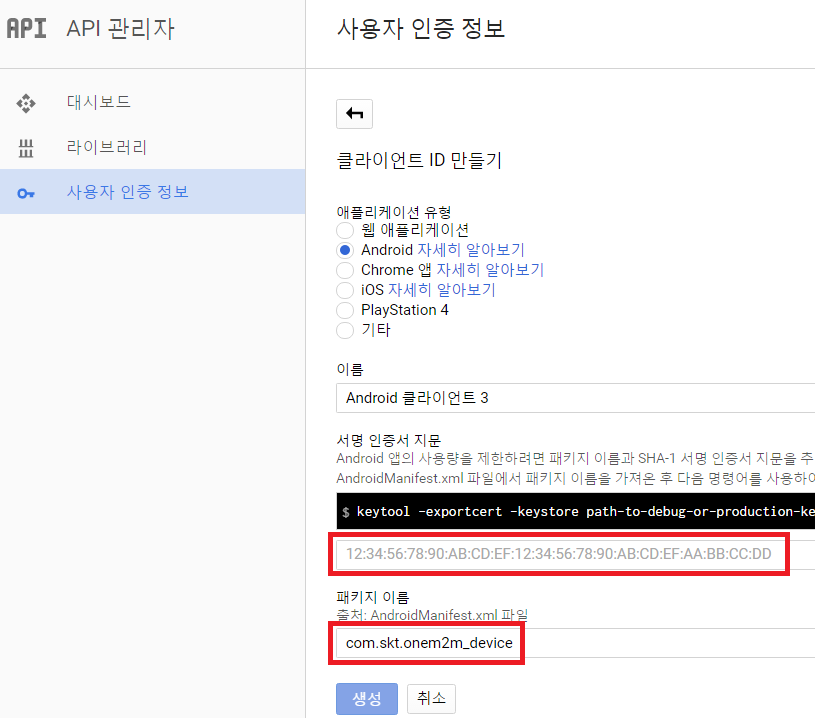 API API 관리자
사용자 인증 정보
대시보드
라이브러리
사용자 인증 정보
클라이언트 ID 만들기
애플리케이션 유형
웹 애플리케이션
Android 자세히 알아보기
Chrome 앱 자세히 알아보기
iOS 자세히 알아보기
PlayStation 4
기타
이름
Android 클라이언트 3
서명 인증서 지문
Android 앱의 사용량을 제한하려면 패키지 이름과 SHA-1 서명 인증서 지문을 추
AndroidManifest.xml 파일에서 패키지 이름을 가져온 후 다음 명령어를 사용하여
$ keytool -exportcert -keystore path-to-debug-or-production-ke
12:34:56:78:90:AB:CD:EF:12:34:56:78:90:AB:CD:EF:AA:BB:CC:DD
패키지 이름
출처: AndroidManifest.xml 파일
com.skt.onem2m_device
생성 취소